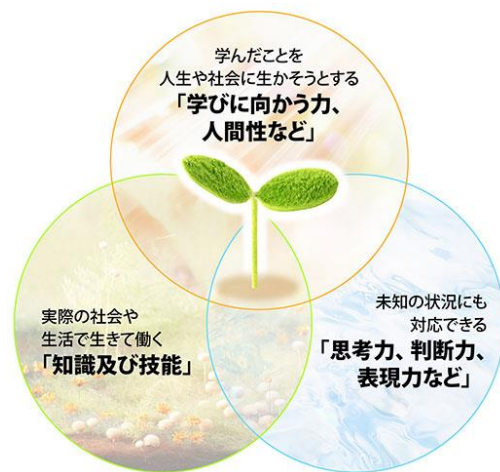 学んだことを
人生や社会に生かそうとする
「学びに向かう力、
人間性など」
実際の社会や
生活で生きて働く
「知識及び技能」
未知の状況にも
対応できる
「思考力、判断力、
表現力など」